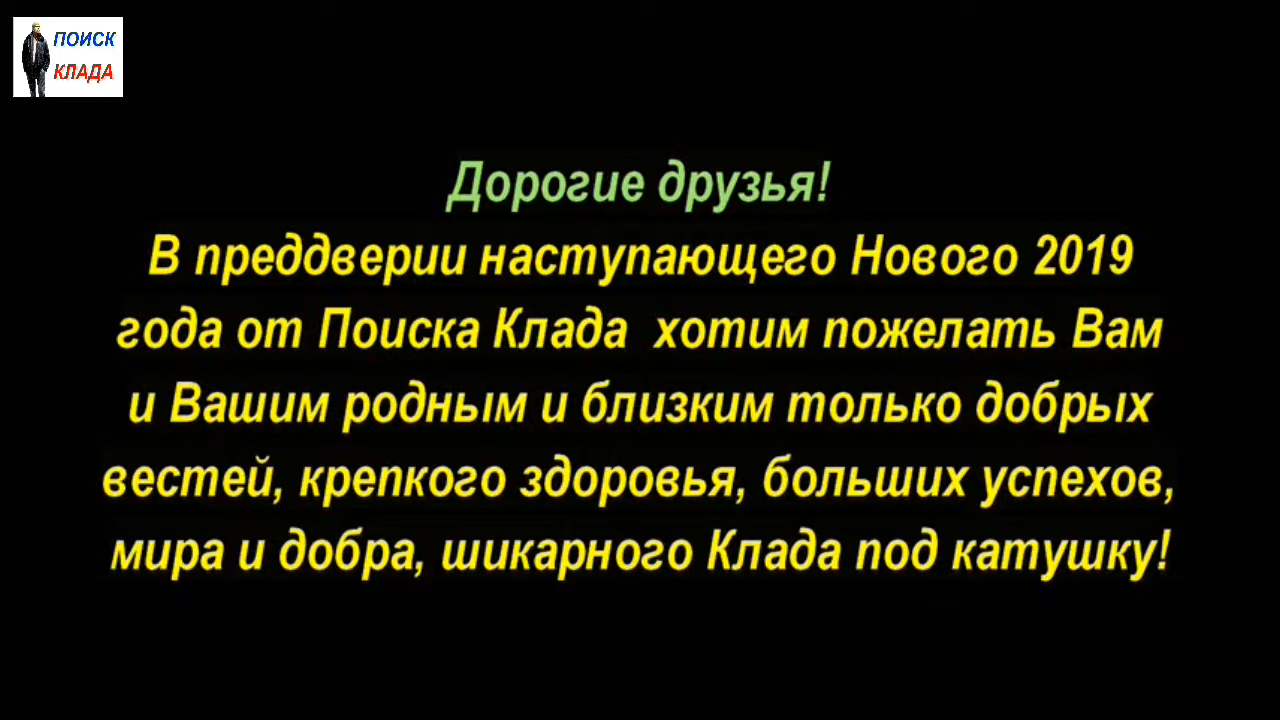 ПОИСК
КЛАДА
Дорогие друзья!
В преддверии наступающего Нового 2019
года от Поиска Клада хотим пожелать Вам
и Вашим родным и близким только добрых
вестей, крепкого здоровья, больших успехов,
мира и добра, шикарного Клада под катушку!